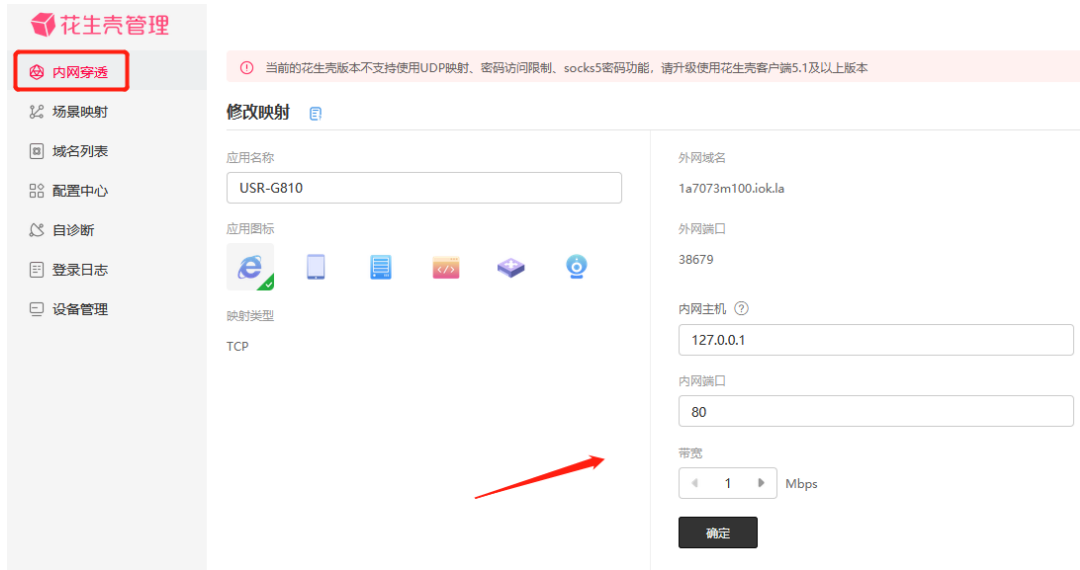 花生壳管理
内网穿透
场景映射
域名列表
配置中心
自诊断
登录日志
设备管理
当前的花生壳版本不支持使用UDP映射、密码访问限制、socks5密码功能，请升级使用花生壳客户端5.1及以上版本
修改映射
应用名称
USR-G810
应用图标
映射类型
TCP
外网域名
1a7073m100.iok.la
外网端口
38679
内网主机 ?
127.0.0.1
内网端口
80
带宽
1 Mbps
确定